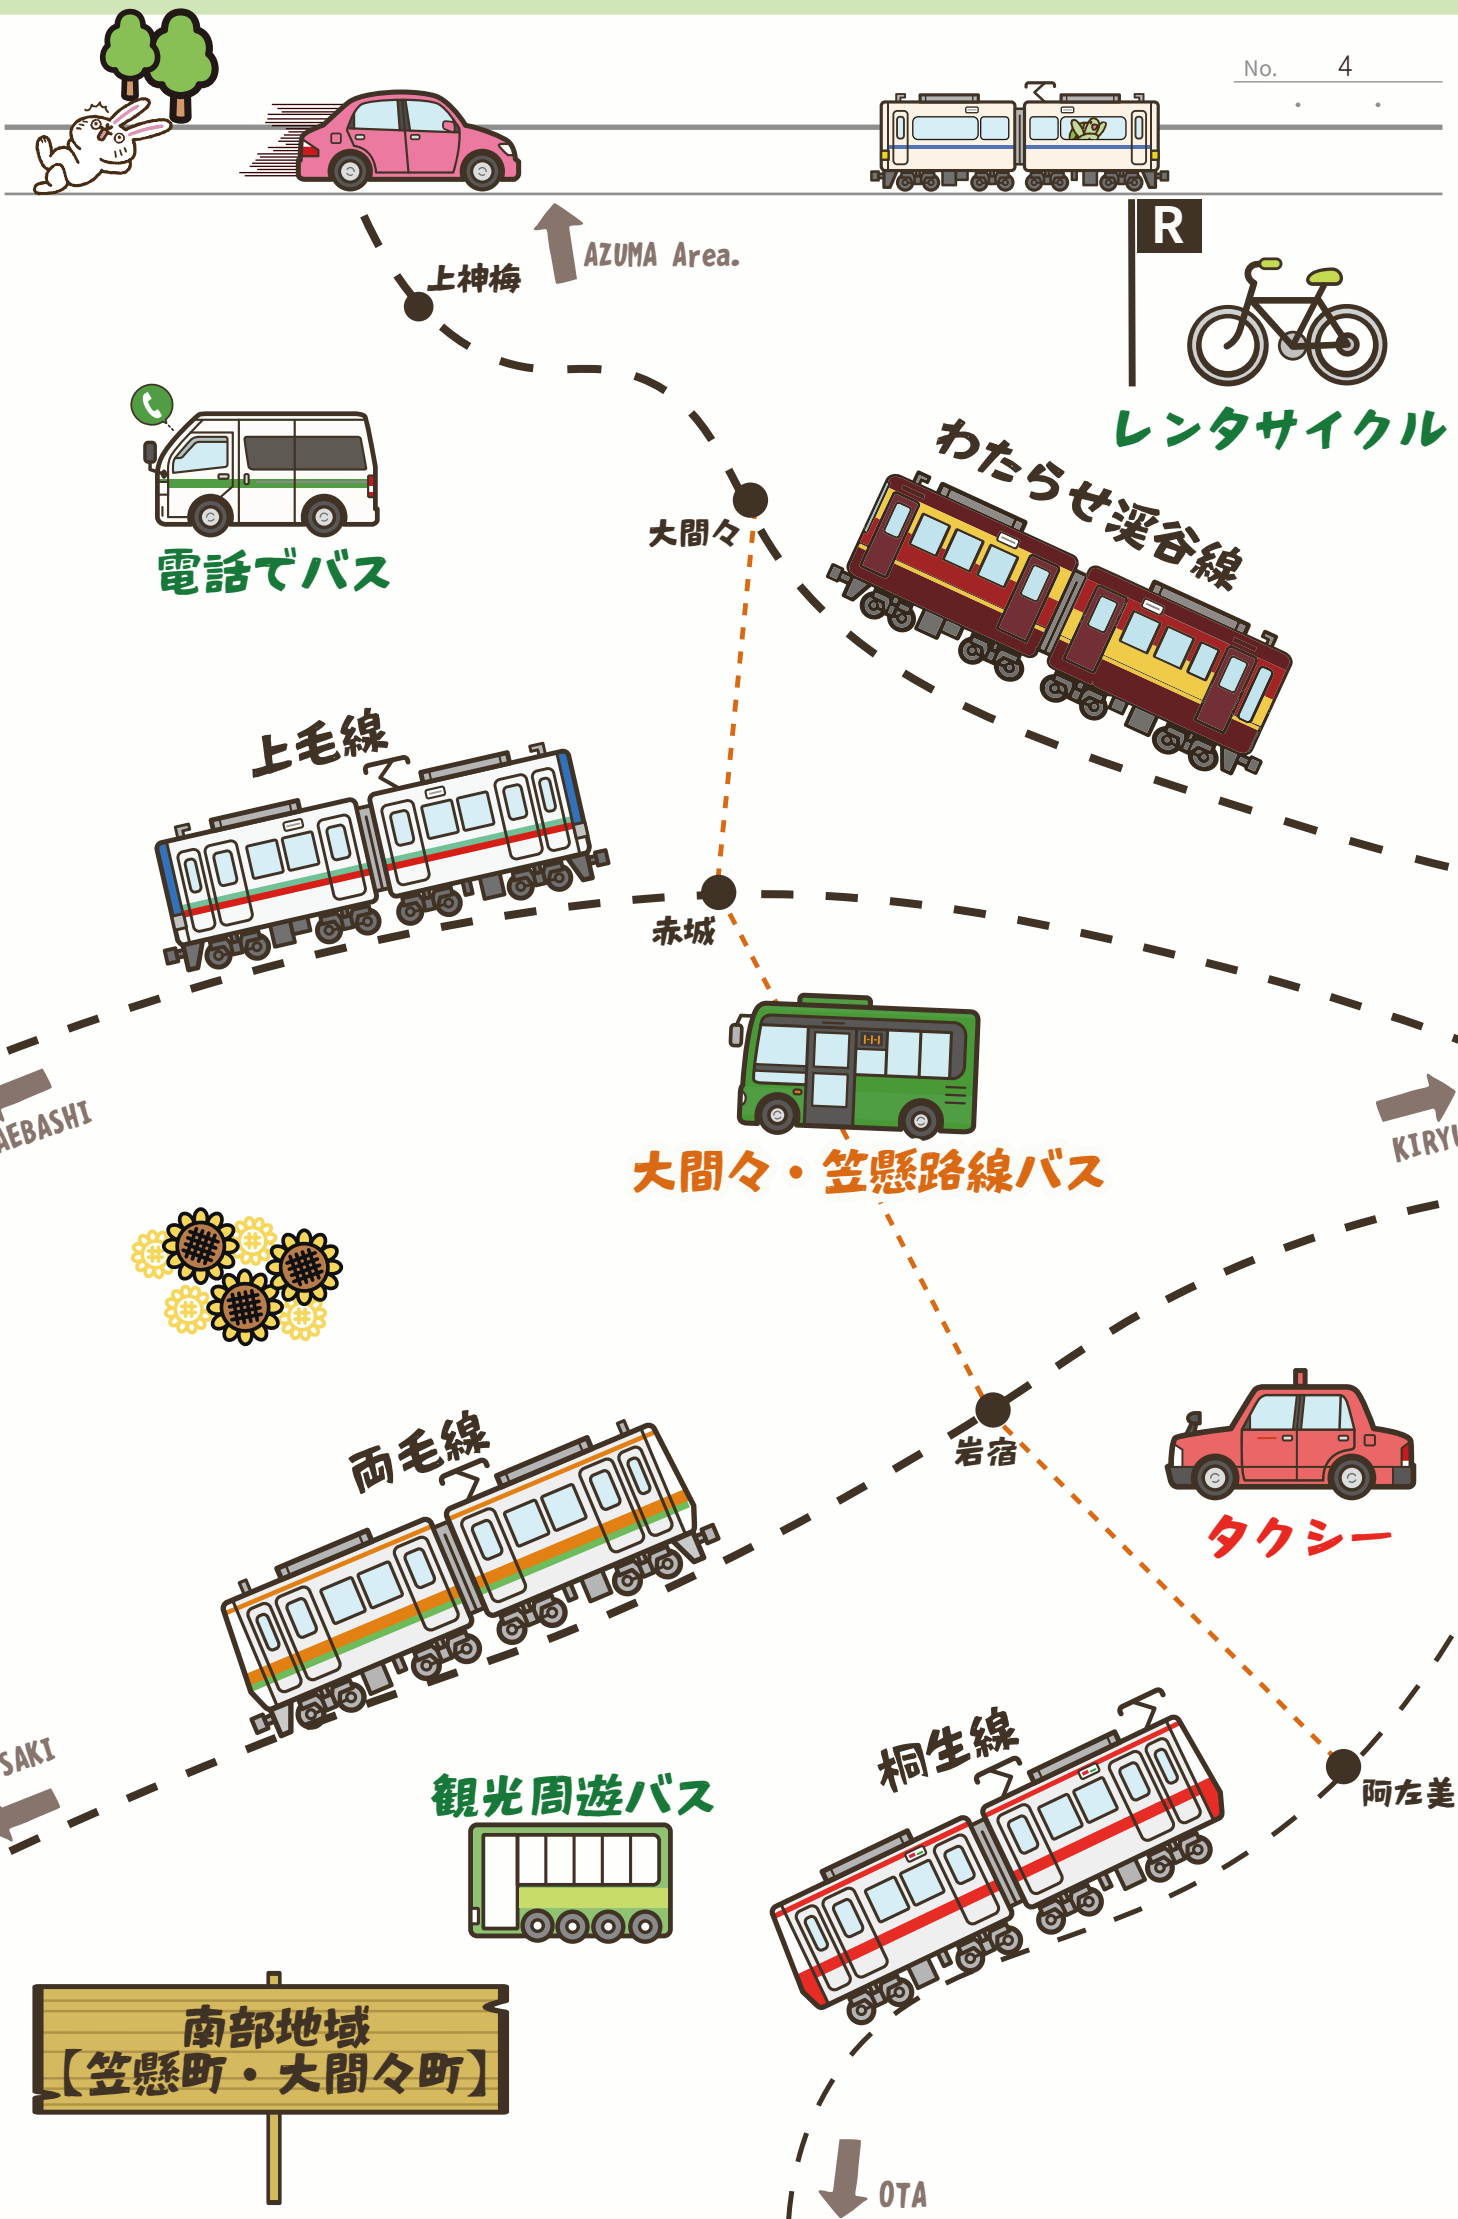 No. 4
AZUMA Area.
R
上神梅
レンタサイクル
わたらせ渓谷線
大間々
電話でバス
上毛線
赤城
AEBASHI
KIRYU
大間々・笠懸路線バス
両毛線
岩宿
タクシー
SAKI
桐生線
観光周遊バス
阿左美
南部地域
【笠懸町・大間々町】
OTA